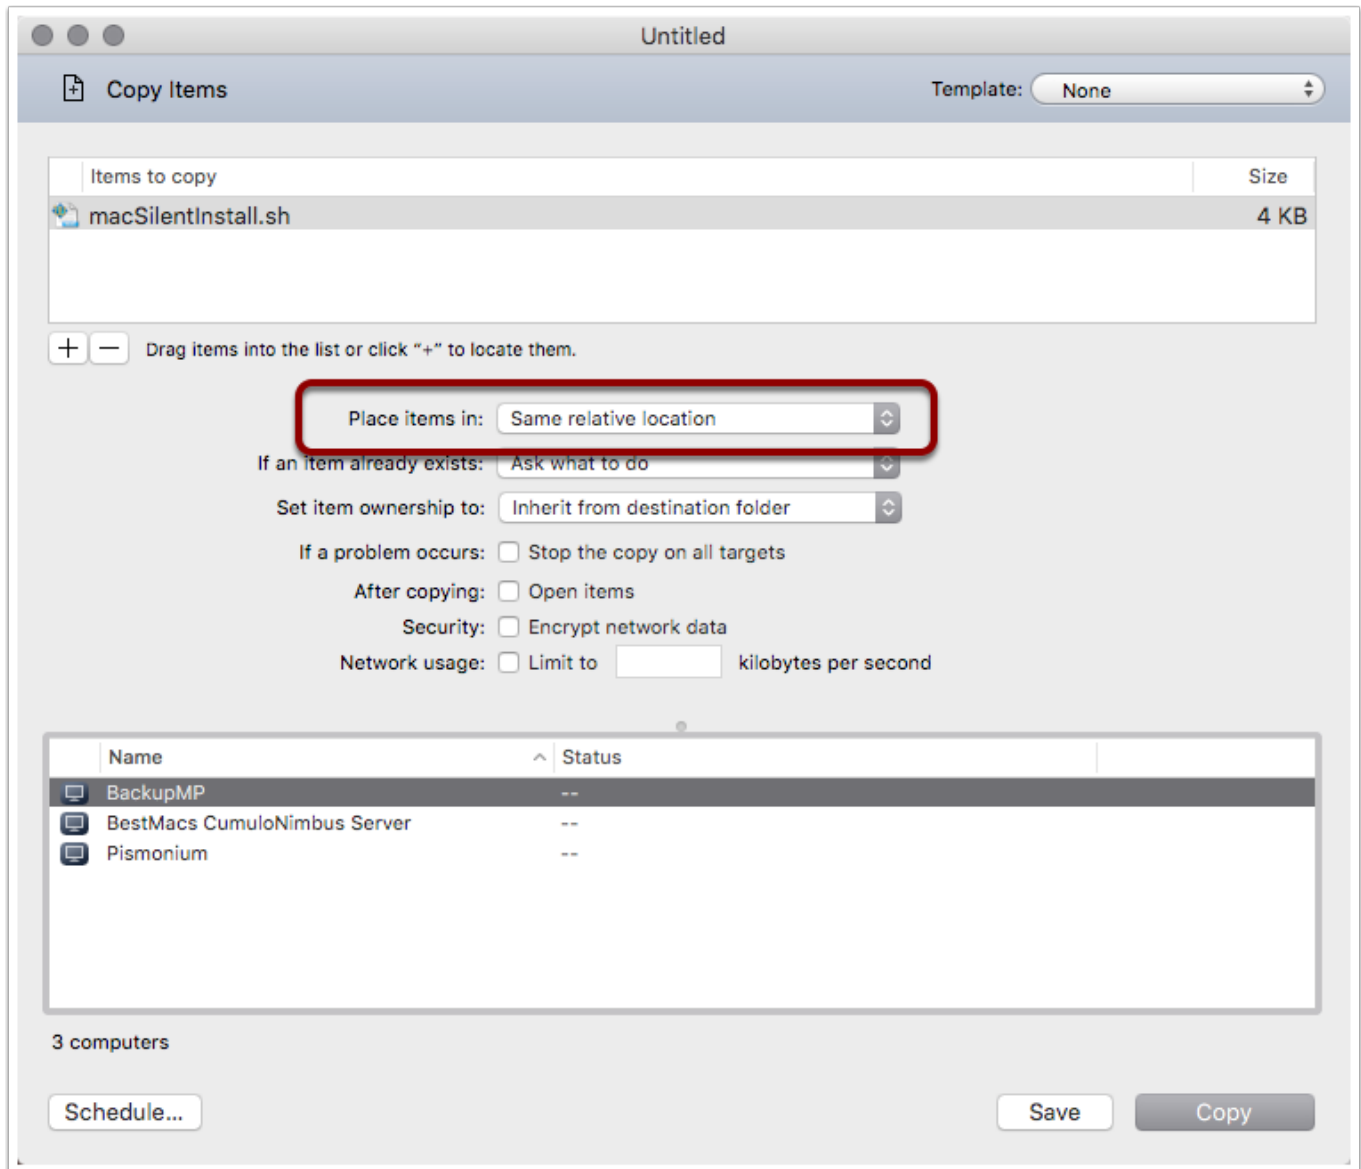 Untitled
Copy Items Template: None
Items to copy Size
macSilentInstall.sh 4 KB
+ − Drag items into the list or click “+” to locate them.
Place items in: Same relative location
If an item already exists: Ask what to do
Set item ownership to: Inherit from destination folder
If a problem occurs: Stop the copy on all targets
After copying: Open items
Security: Encrypt network data
Network usage: Limit to kilobytes per second
Name Status
BackupMP --
BestMacs CumuloNimbus Server --
Pismonium --
3 computers
Schedule... Save Copy